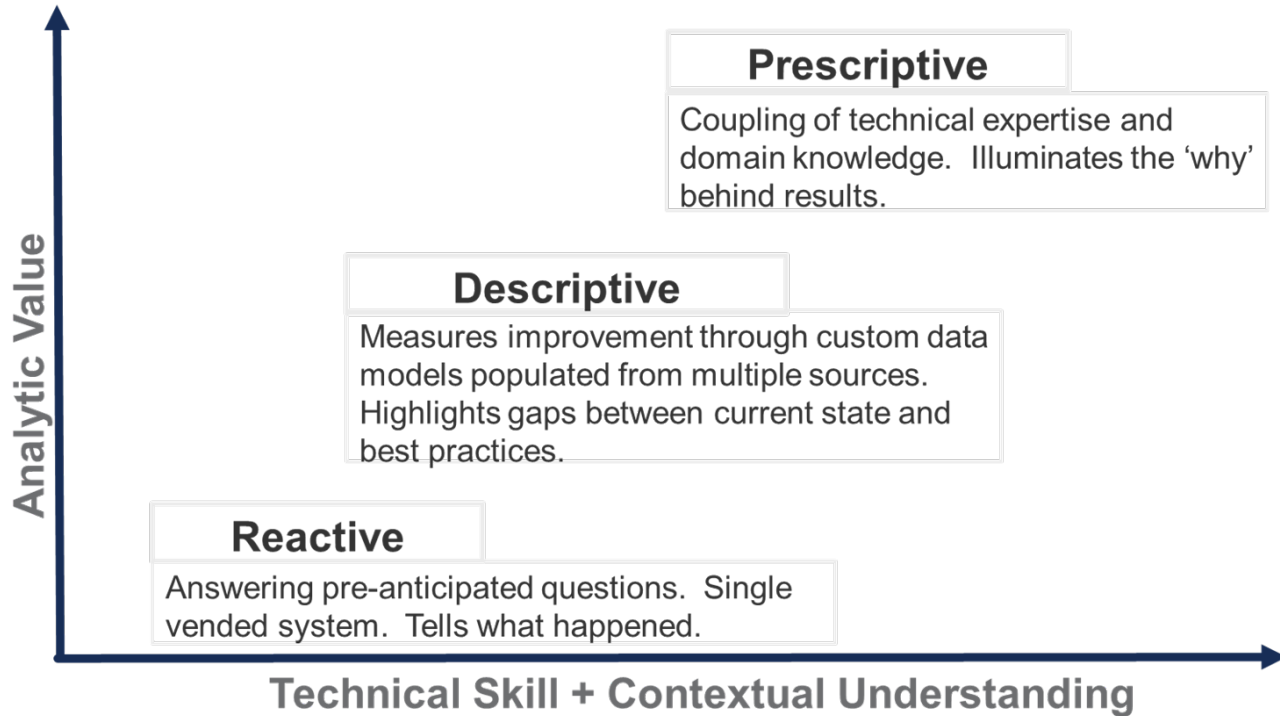 Prescriptive
Coupling of technical expertise and
domain knowledge.  Illuminates the ‘why’
behind results.
Analytic Value
Descriptive
Measures improvement through custom data
models populated from multiple sources.
Highlights gaps between current state and
best practices.
Reactive
Answering pre-anticipated questions.  Single
vended system.  Tells what happened.
Technical Skill + Contextual Understanding